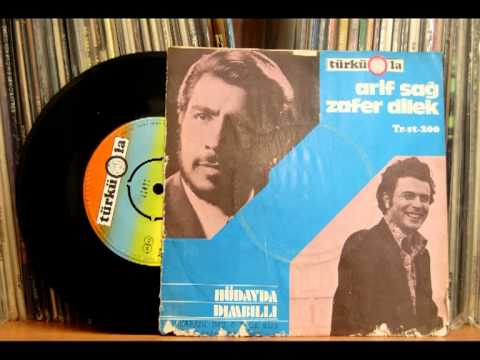 türkü la
arif sağ
zafer dilek
Tr-st-200
türkü la
HÜDAYDA
DIMBILLI